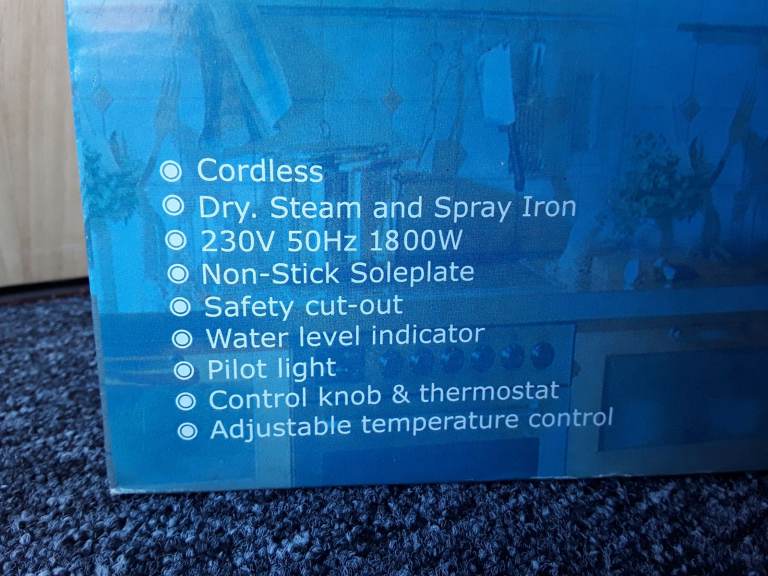 Cordless
Dry. Steam and Spray Iron
230V 50Hz 1800W
Non-Stick Soleplate
Safety cut-out
Water level indicator
Pilot light
Control knob & thermostat
Adjustable temperature control